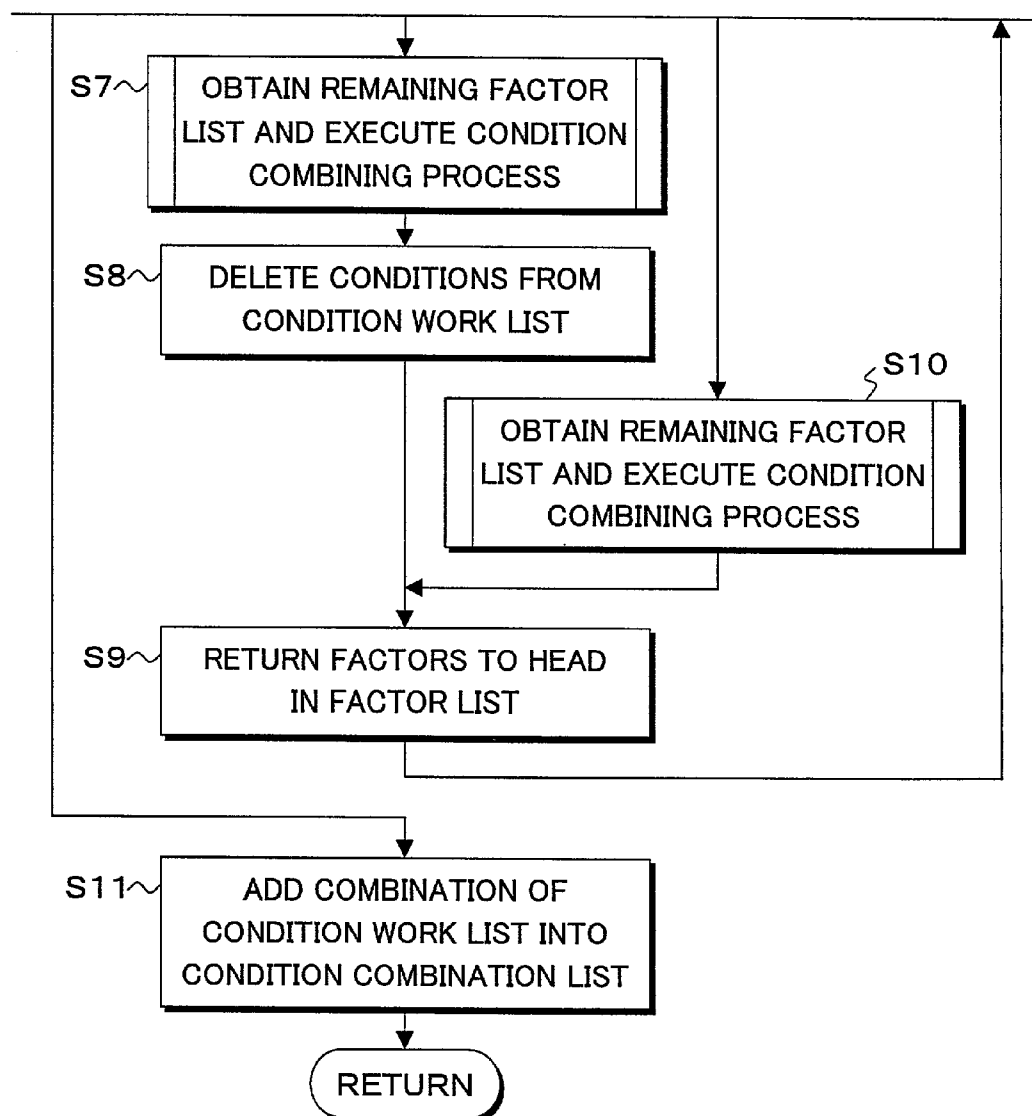 S7
OBTAIN REMAINING FACTOR
LIST AND EXECUTE CONDITION
COMBINING PROCESS
S8
DELETE CONDITIONS FROM
CONDITION WORK LIST
S10
OBTAIN REMAINING FACTOR
LIST AND EXECUTE CONDITION
COMBINING PROCESS
S9
RETURN FACTORS TO HEAD
IN FACTOR LIST
S11
ADD COMBINATION OF
CONDITION WORK LIST INTO
CONDITION COMBINATION LIST
RETURN